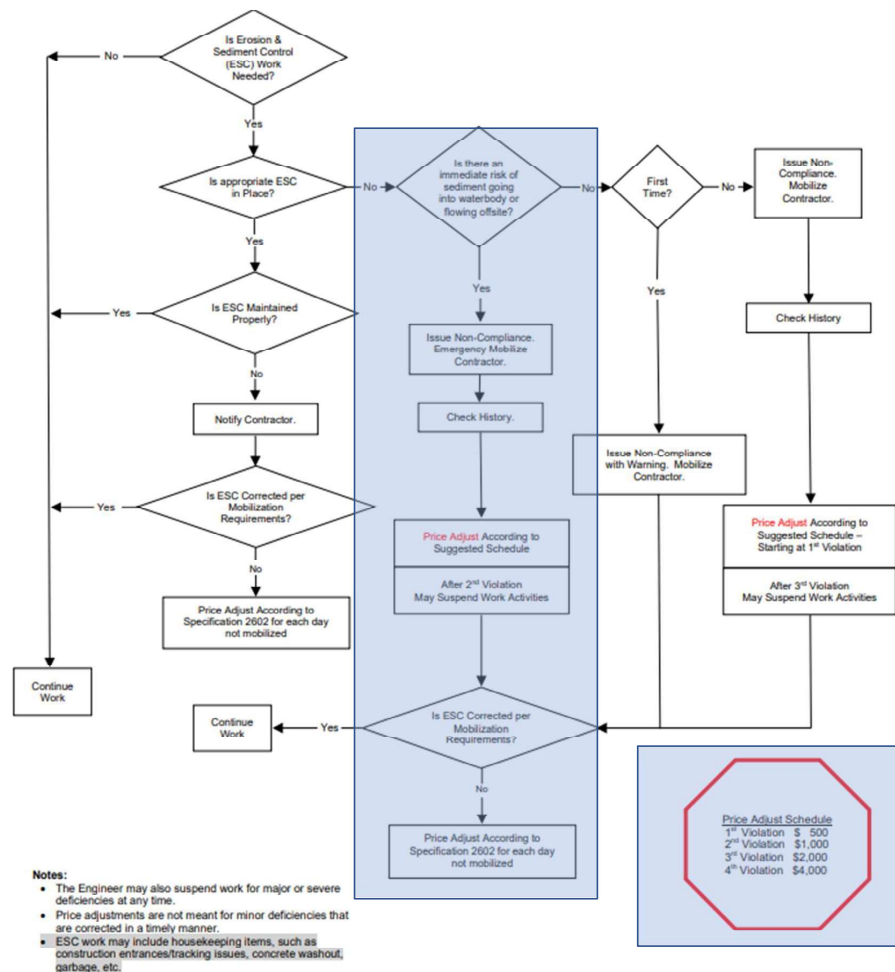 Is Erosion &
Sediment Control
(ESC) Work
Needed?
No
Yes
Is appropriate ESC
in Place?
No
Is there an
immediate risk of
sediment going
into waterbody or
flowing offsite?
No
First
Time?
No
Issue Non-
Compliance.
Mobilize
Contractor.
Yes
Is ESC Maintained
Properly?
Yes
Yes
Issue Non-Compliance.
Emergency Mobilize
Contractor.
Yes
Check History
No
Notify Contractor.
Check History.
Issue Non-Compliance
with Warning. Mobilize
Contractor.
Is ESC Corrected per
Mobilization
Requirements?
Yes
Price Adjust According to
Suggested Schedule
After 2nd Violation
May Suspend Work Activities
Price Adjust According to
Suggested Schedule –
Starting at 1st Violation
After 3rd Violation
May Suspend Work Activities
No
Price Adjust According to
Specification 2602 for each day
not mobilized
Continue
Work
Continue
Work
Yes
Is ESC Corrected per
Mobilization
Requirements?
No
Price Adjust According to
Specification 2602 for each day
not mobilized
Price Adjust Schedule
1st Violation $ 500
2nd Violation $1,000
3rd Violation $2,000
4th Violation $4,000
Notes:
• The Engineer may also suspend work for major or severe
deficiencies at any time.
• Price adjustments are not meant for minor deficiencies that
are corrected in a timely manner.
• ESC work may include housekeeping items, such as
construction entrances/tracking issues, concrete washout,
garbage, etc.